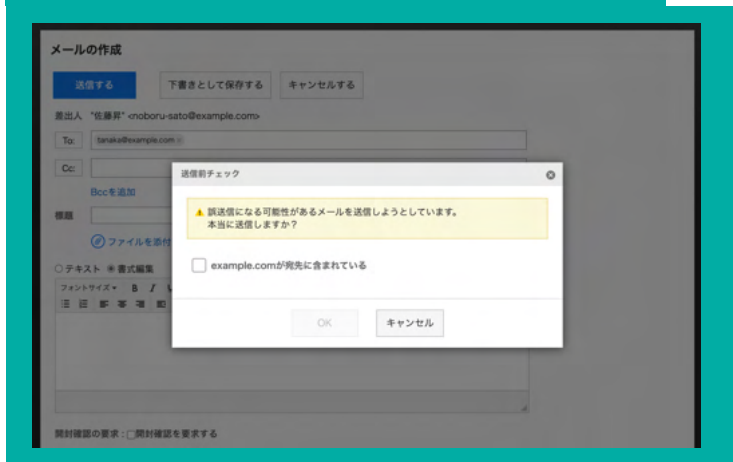 メールの作成
送信する 下書きとして保存する キャンセルする
差出人 "佐藤昇" <noboru-sato@example.com>
To: tanaka@example.com ×
Cc:
送信前チェック
Bccを追加
誤送信になる可能性があるメールを送信しようとしています。
本当に送信しますか？
標題
ファイルを添付
example.comが宛先に含まれている
テキスト 書式編集
フォントサイズ B I
OK キャンセル
開封確認の要求：開封確認を要求する